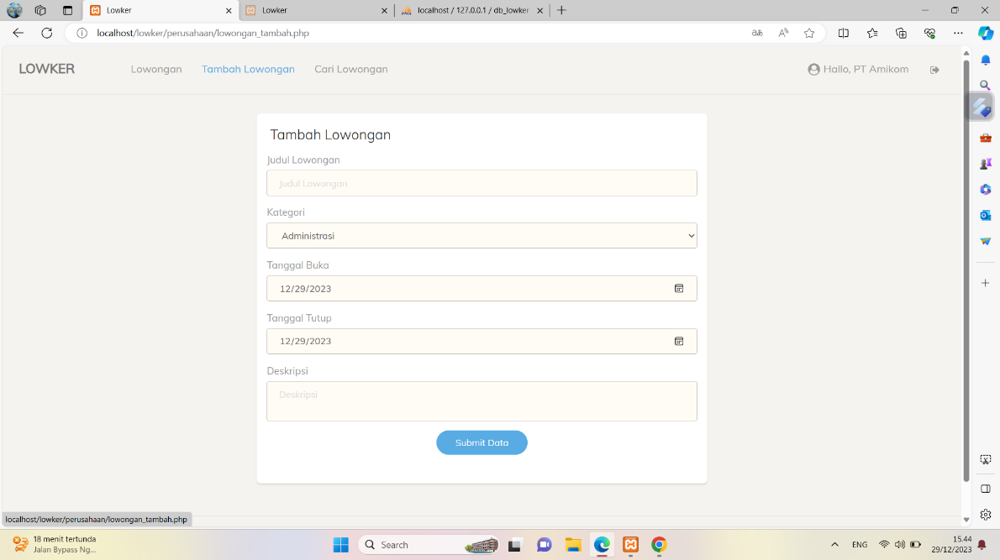 Lowker
Lowker
localhost / 127.0.0.1 / db_lowker
localhost/lowker/perusahaan/lowongan_tambah.php
LOWKER
Lowongan
Tambah Lowongan
Cari Lowongan
Hallo, PT Amikom
Tambah Lowongan
Judul Lowongan
Judul Lowongan
Kategori
Administrasi
Tanggal Buka
12/29/2023
Tanggal Tutup
12/29/2023
Deskripsi
Deskripsi
Submit Data
localhost/lowker/perusahaan/lowongan_tambah.php
18 menit tertunda
Jalan Bypass Ng...
Search
ENG
15.44
29/12/2023